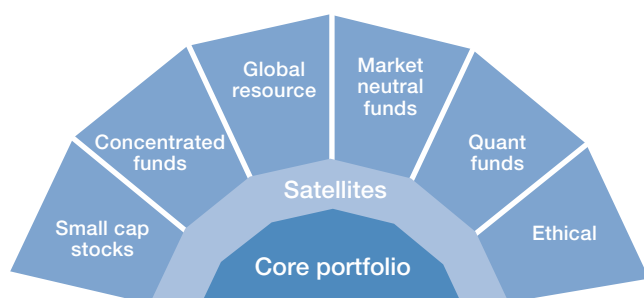 Small cap
stocks
Concentrated
funds
Global
resource
Market
neutral
funds
Quant
funds
Ethical
Satellites
Core portfolio